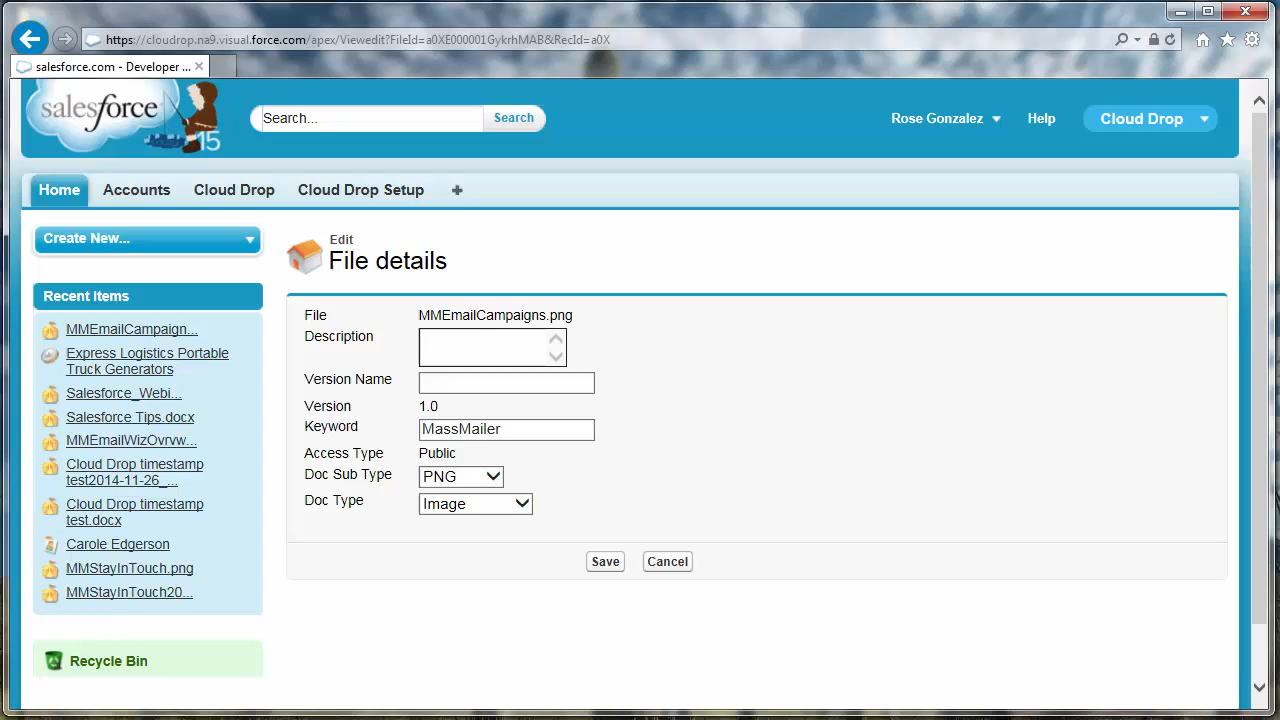 https://cloudrop.na9.visual.force.com/apex/Viewedit?FileId=a0XE000001GykrhMAB&RecId=a0X
salesforce.com - Developer ...
salesforce
15
Search...
Search
Rose Gonzalez
Help
Cloud Drop
Home
Accounts
Cloud Drop
Cloud Drop Setup
Create New...
Recent Items
MMEmailCampaign...
Express Logistics Portable
Truck Generators
Salesforce_Webi...
Salesforce Tips.docx
MMEmailWizOvrvw...
Cloud Drop timestamp
test2014-11-26_...
Cloud Drop timestamp
test.docx
Carole Edgerson
MMStayInTouch.png
MMStayInTouch20...
Recycle Bin
Edit
File details
File MMEmailCampaigns.png
Description
Version Name
Version 1.0
Keyword MassMailer
Access Type Public
Doc Sub Type PNG
Doc Type Image
Save Cancel